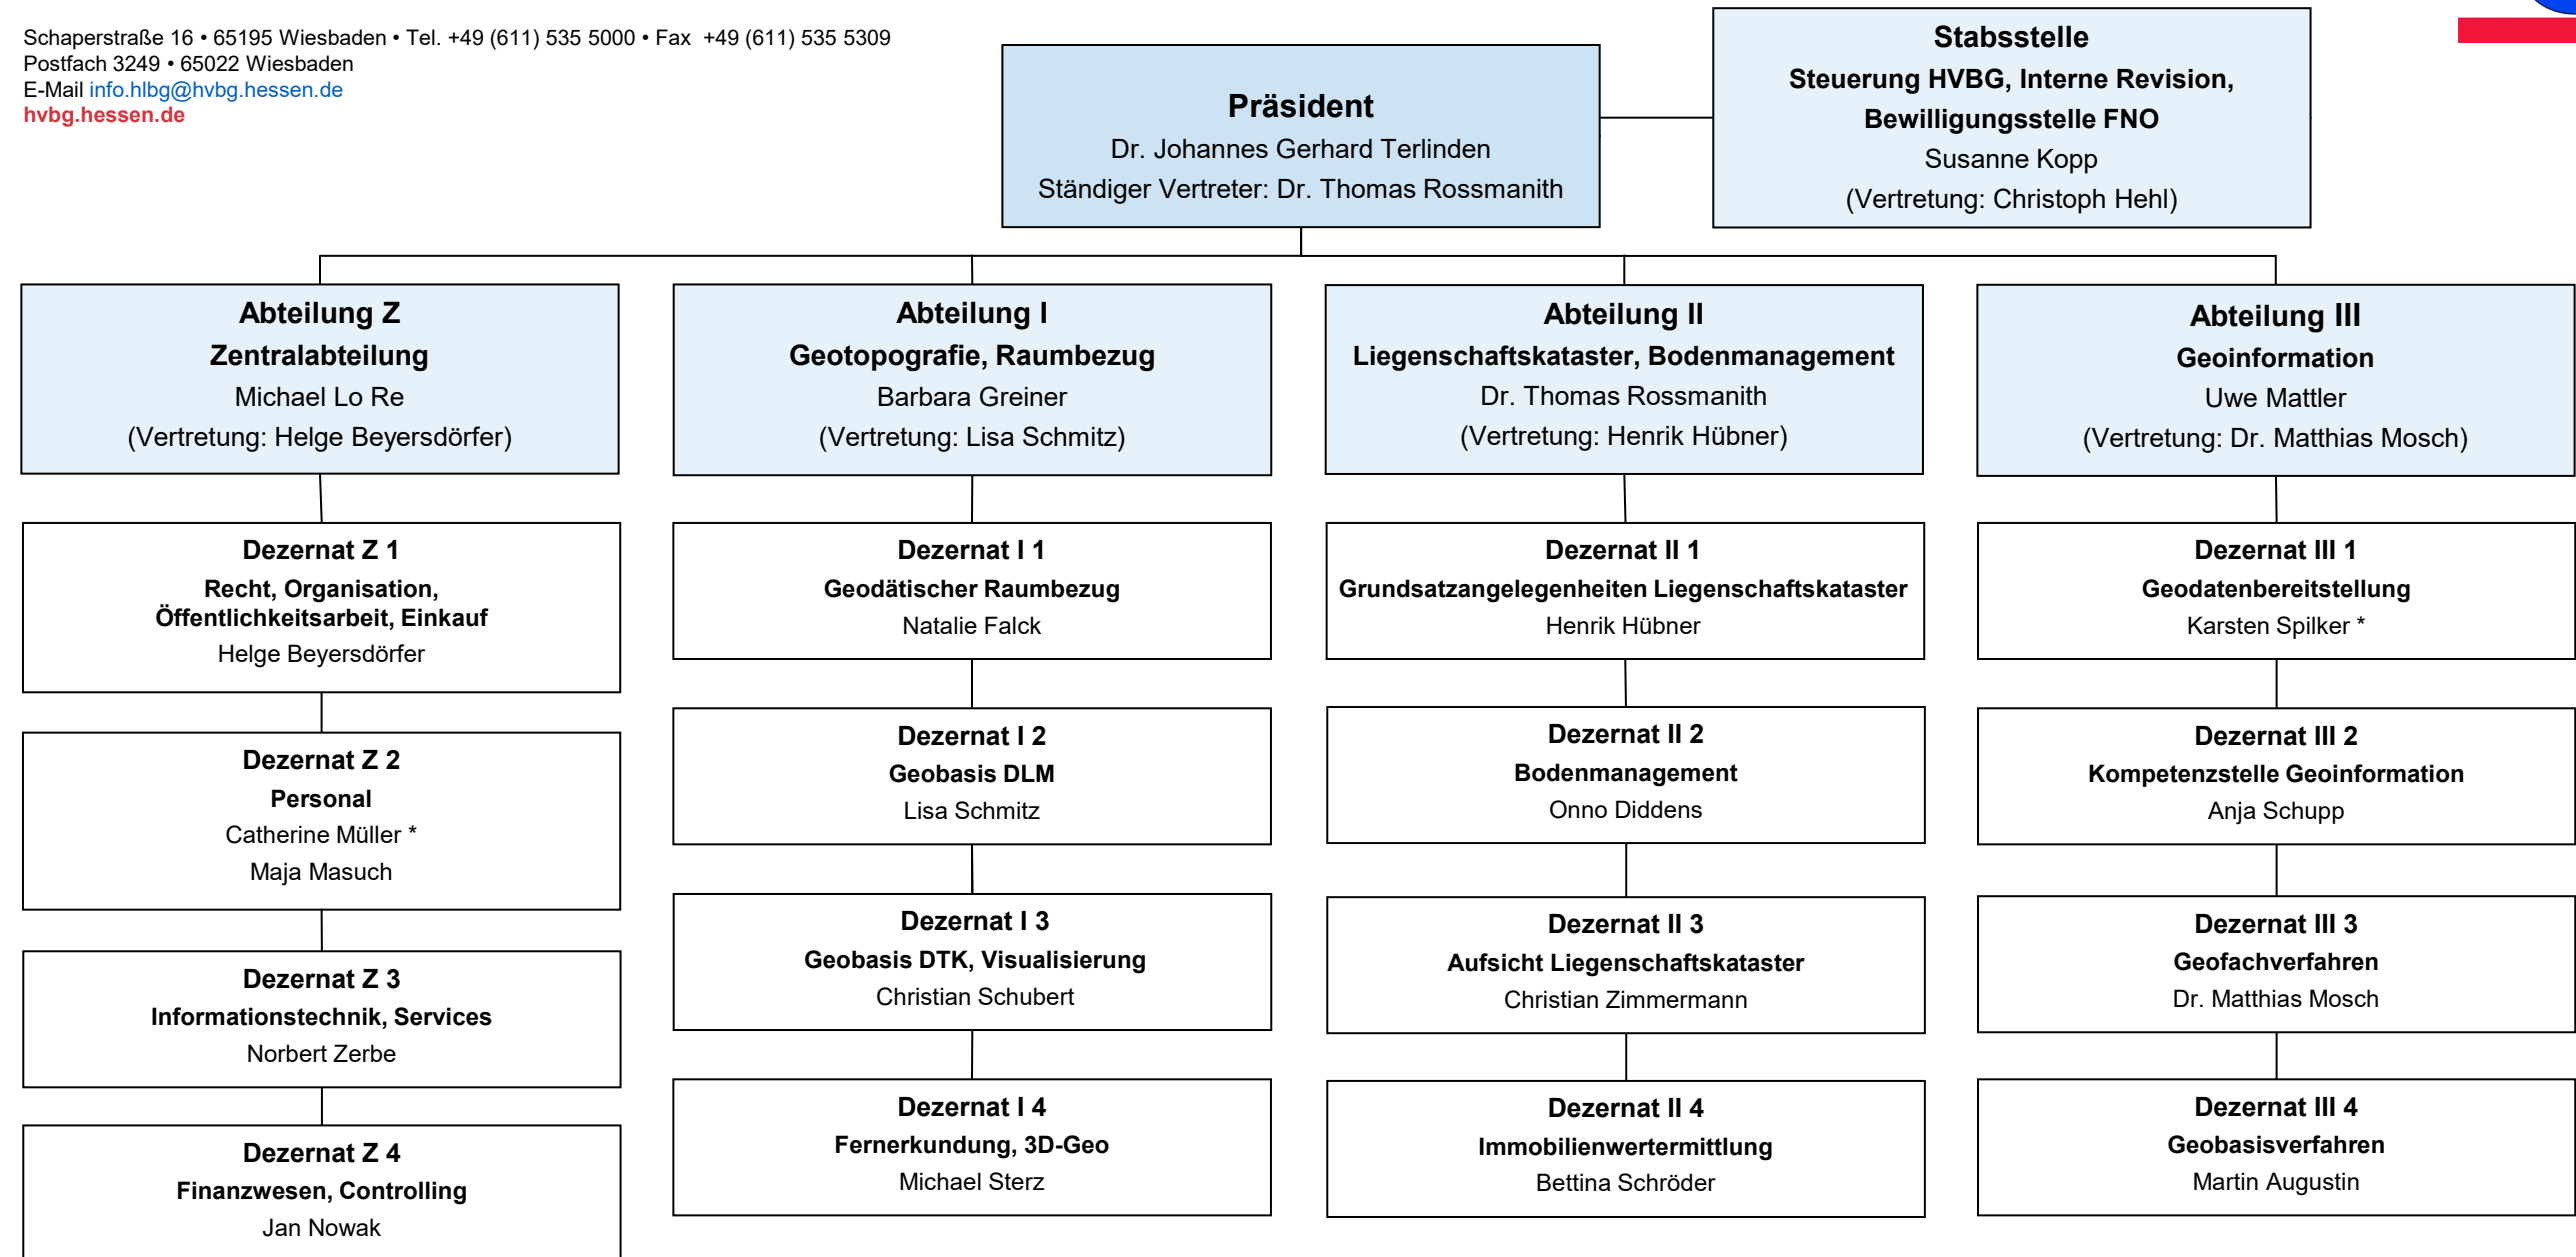 Schaperstraße 16 • 65195 Wiesbaden • Tel. +49 (611) 535 5000 • Fax +49 (611) 535 5309
Postfach 3249 • 65022 Wiesbaden
E-Mail info.hlbg@hvbg.hessen.de
hvbg.hessen.de
Präsident
Dr. Johannes Gerhard Terlinden
Ständiger Vertreter: Dr. Thomas Rossmanith
Stabsstelle
Steuerung HVBG, Interne Revision,
Bewilligungsstelle FNO
Susanne Kopp
(Vertretung: Christoph Hehl)
Abteilung Z
Zentralabteilung
Michael Lo Re
(Vertretung: Helge Beyersdörfer)
Dezernat Z 1
Recht, Organisation,
Öffentlichkeitsarbeit, Einkauf
Helge Beyersdörfer
Dezernat Z 2
Personal
Catherine Müller *
Maja Masuch
Dezernat Z 3
Informationstechnik, Services
Norbert Zerbe
Dezernat Z 4
Finanzwesen, Controlling
Jan Nowak
Abteilung I
Geotopografie, Raumbezug
Barbara Greiner
(Vertretung: Lisa Schmitz)
Dezernat I 1
Geodätischer Raumbezug
Natalie Falck
Dezernat I 2
Geobasis DLM
Lisa Schmitz
Dezernat I 3
Geobasis DTK, Visualisierung
Christian Schubert
Dezernat I 4
Fernerkundung, 3D-Geo
Michael Sterz
Abteilung II
Liegenschaftskataster, Bodenmanagement
Dr. Thomas Rossmanith
(Vertretung: Henrik Hübner)
Dezernat II 1
Grundsatzangelegenheiten Liegenschaftskataster
Henrik Hübner
Dezernat II 2
Bodenmanagement
Onno Diddens
Dezernat II 3
Aufsicht Liegenschaftskataster
Christian Zimmermann
Dezernat II 4
Immobilienwertermittlung
Bettina Schröder
Abteilung III
Geoinformation
Uwe Mattler
(Vertretung: Dr. Matthias Mosch)
Dezernat III 1
Geodatenbereitstellung
Karsten Spilker *
Dezernat III 2
Kompetenzstelle Geoinformation
Anja Schupp
Dezernat III 3
Geofachverfahren
Dr. Matthias Mosch
Dezernat III 4
Geobasisverfahren
Martin Augustin